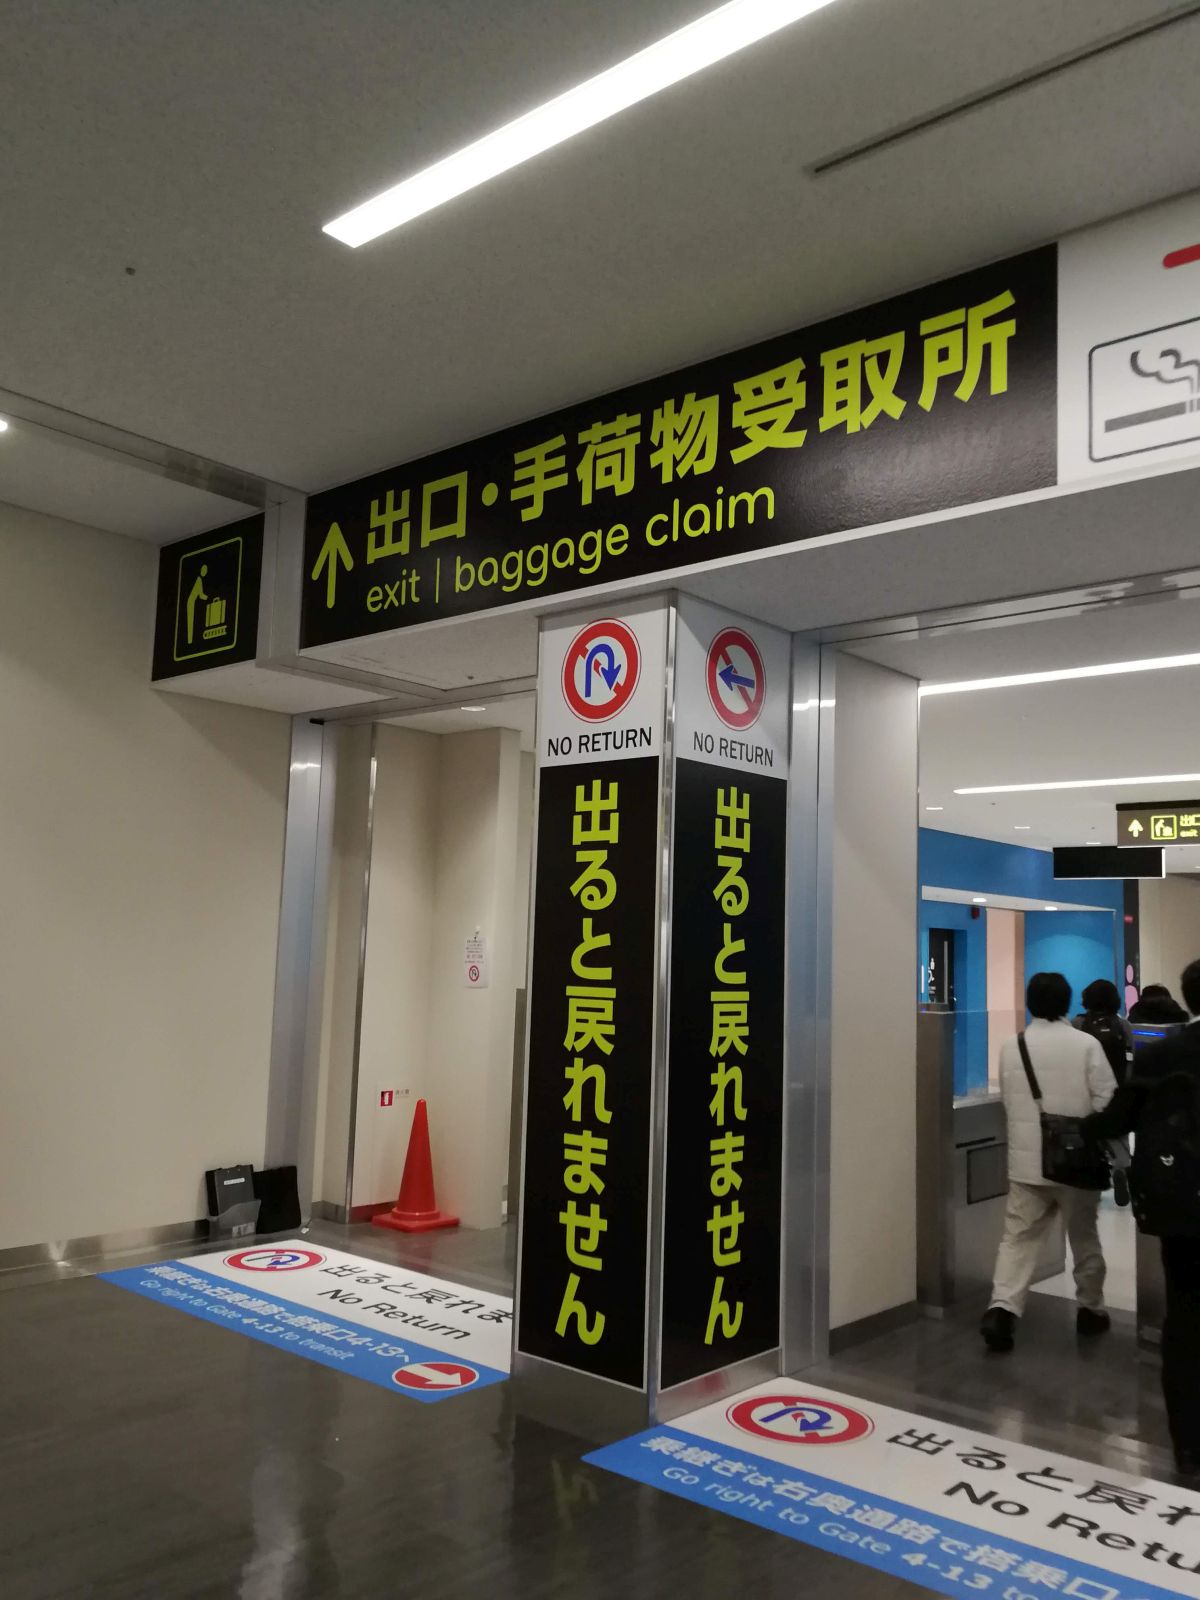 出口・手荷物受取所
exit | baggage claim
NO RETURN
出ると戻れません
NO RETURN
出ると戻れません
出口
exit
出ると戻れま
No Return
乗継ぎは右奥通路で搭乗口4-13へ
Go right to Gate 4-13 to transit
出ると戻れ
No Retu
乗継ぎは右奥通路で搭乗口
Go right to Gate 4-13 to